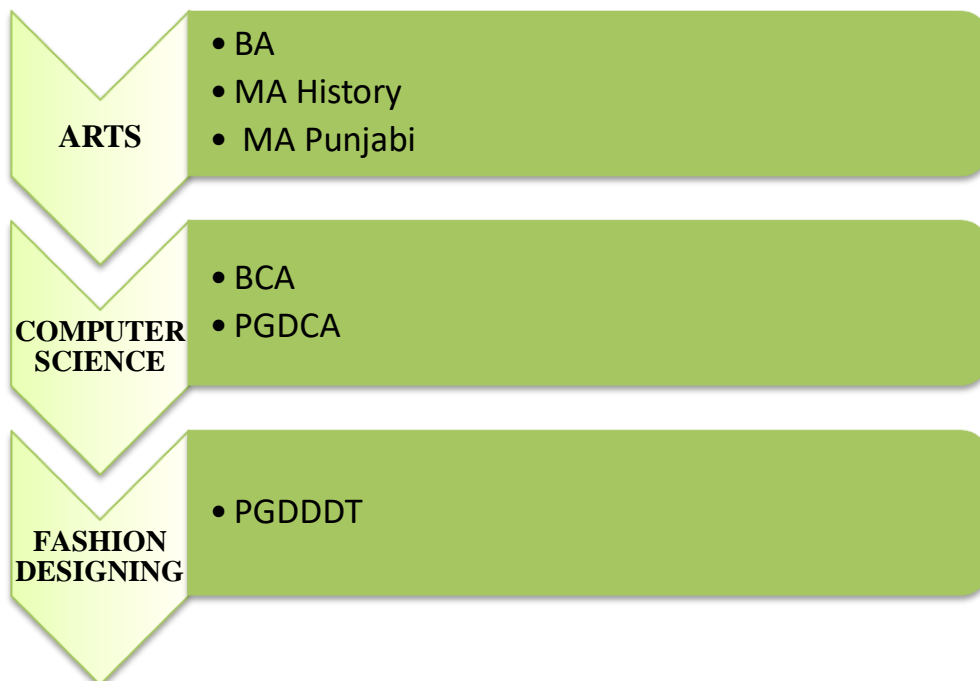 ARTS
• BA
• MA History
• MA Punjabi
COMPUTER
SCIENCE
• BCA
• PGDCA
FASHION
DESIGNING
• PGDDDT